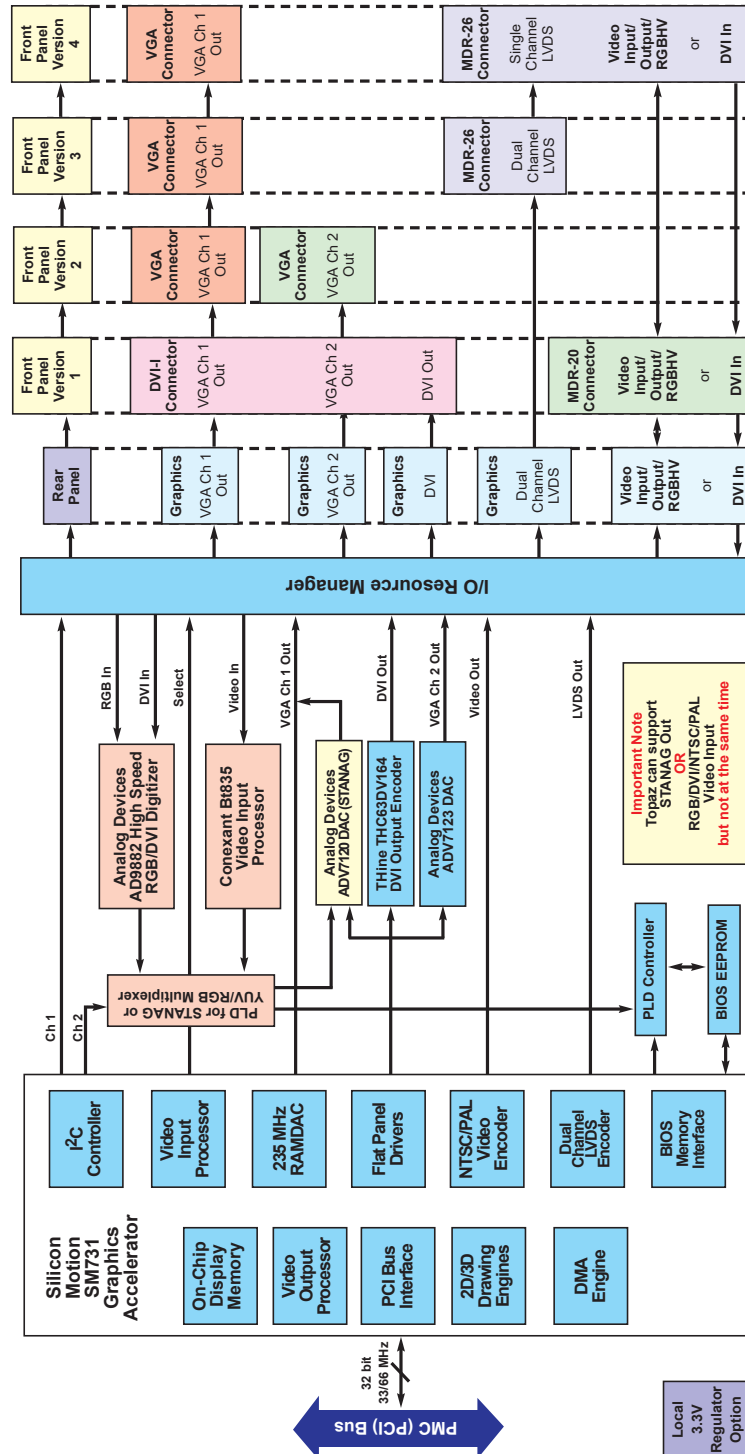 PMC (PCI) Bus
32 bit
33/66 MHz
Local
3.3V
Regulator
Option
Silicon
Motion
SM731
Graphics
Accelerator
On-Chip
Display
Memory
Video
Output
Processor
PCI Bus
Interface
2D/3D
Drawing
Engines
DMA
Engine
I2C
Controller
Video
Input
Processor
235 MHz
RAMDAC
Flat Panel
Drivers
NTSC/PAL
Video
Encoder
Dual
Channel
LVDS
Encoder
BIOS
Memory
Interface
Ch 1
Ch 2
PLD for STANAG or
YUV/RGB Multiplexer
Analog Devices
AD9882 High Speed
RGB/DVI Digitizer
Conexant Bt835
Video Input
Processor
Analog Devices
ADV7120 DAC (STANAG)
THine THC63DV164
DVI Output Encoder
Analog Devices
ADV7123 DAC
PLD Controller
BIOS EEPROM
Important Note
Topaz can support
STANAG Out
OR
RGB/DVI/NTSC/PAL
Video Input
but not at the same time
RGB In
DVI In
Select
Video In
VGA Ch 1 Out
DVI Out
VGA Ch 2 Out
Video Out
LVDS Out
I/O Resource Manager
Rear
Panel
Graphics
VGA Ch 1
Out
Graphics
VGA Ch 2
Out
Graphics
DVI
Graphics
Dual
Channel
LVDS
Video
Input/
Output/
RGBHV
or
DVI In
Front
Panel
Version
1
DVI-I
Connector
VGA Ch 1
Out
VGA Ch 2
Out
DVI Out
MDR-20
Connector
Video
Input/
Output/
RGBHV
or
DVI In
Front
Panel
Version
2
VGA
Connector
VGA Ch 1
Out
VGA
Connector
VGA Ch 2
Out
Front
Panel
Version
3
VGA
Connector
VGA Ch 1
Out
MDR-26
Connector
Dual
Channel
LVDS
Front
Panel
Version
4
VGA
Connector
VGA Ch 1
Out
MDR-26
Connector
Single
Channel
LVDS
Video
Input/
Output/
RGBHV
or
DVI In